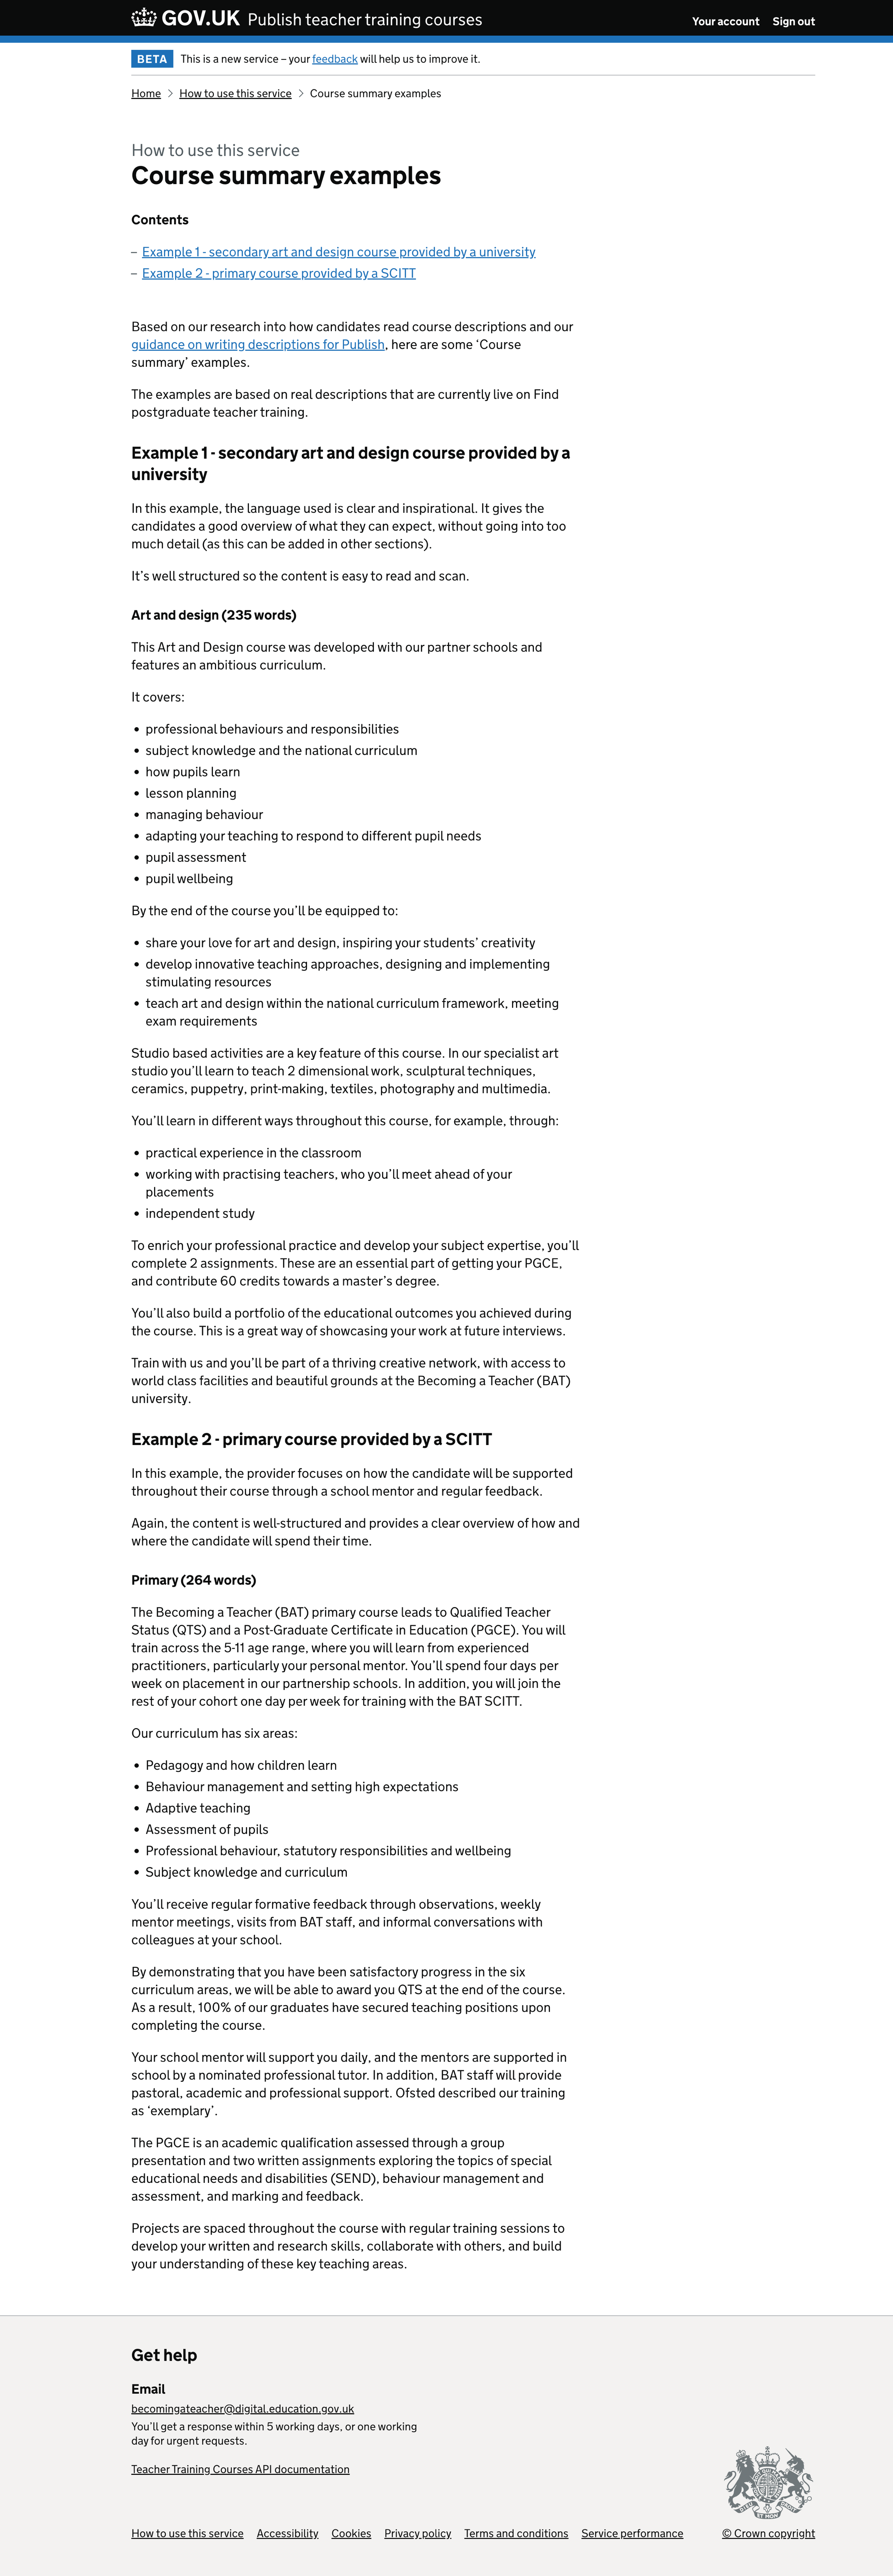 GOV.UK Publish teacher training courses
Your account Sign out
BETA This is a new service – your feedback will help us to improve it.
Home > How to use this service > Course summary examples
How to use this service
Course summary examples
Contents
– Example 1 - secondary art and design course provided by a university
– Example 2 - primary course provided by a SCITT
Based on our research into how candidates read course descriptions and our
guidance on writing descriptions for Publish, here are some ‘Course
summary’ examples.
The examples are based on real descriptions that are currently live on Find
postgraduate teacher training.
Example 1 - secondary art and design course provided by a
university
In this example, the language used is clear and inspirational. It gives the
candidates a good overview of what they can expect, without going into too
much detail (as this can be added in other sections).
It’s well structured so the content is easy to read and scan.
Art and design (235 words)
This Art and Design course was developed with our partner schools and
features an ambitious curriculum.
It covers:
• professional behaviours and responsibilities
• subject knowledge and the national curriculum
• how pupils learn
• lesson planning
• managing behaviour
• adapting your teaching to respond to different pupil needs
• pupil assessment
• pupil wellbeing
By the end of the course you’ll be equipped to:
• share your love for art and design, inspiring your students’ creativity
• develop innovative teaching approaches, designing and implementing
stimulating resources
• teach art and design within the national curriculum framework, meeting
exam requirements
Studio based activities are a key feature of this course. In our specialist art
studio you’ll learn to teach 2 dimensional work, sculptural techniques,
ceramics, puppetry, print-making, textiles, photography and multimedia.
You’ll learn in different ways throughout this course, for example, through:
• practical experience in the classroom
• working with practising teachers, who you’ll meet ahead of your
placements
• independent study
To enrich your professional practice and develop your subject expertise, you’ll
complete 2 assignments. These are an essential part of getting your PGCE,
and contribute 60 credits towards a master’s degree.
You’ll also build a portfolio of the educational outcomes you achieved during
the course. This is a great way of showcasing your work at future interviews.
Train with us and you’ll be part of a thriving creative network, with access to
world class facilities and beautiful grounds at the Becoming a Teacher (BAT)
university.
Example 2 - primary course provided by a SCITT
In this example, the provider focuses on how the candidate will be supported
throughout their course through a school mentor and regular feedback.
Again, the content is well-structured and provides a clear overview of how and
where the candidate will spend their time.
Primary (264 words)
The Becoming a Teacher (BAT) primary course leads to Qualified Teacher
Status (QTS) and a Post-Graduate Certificate in Education (PGCE). You will
train across the 5-11 age range, where you will learn from experienced
practitioners, particularly your personal mentor. You’ll spend four days per
week on placement in our partnership schools. In addition, you will join the
rest of your cohort one day per week for training with the BAT SCITT.
Our curriculum has six areas:
• Pedagogy and how children learn
• Behaviour management and setting high expectations
• Adaptive teaching
• Assessment of pupils
• Professional behaviour, statutory responsibilities and wellbeing
• Subject knowledge and curriculum
You’ll receive regular formative feedback through observations, weekly
mentor meetings, visits from BAT staff, and informal conversations with
colleagues at your school.
By demonstrating that you have been satisfactory progress in the six
curriculum areas, we will be able to award you QTS at the end of the course.
As a result, 100% of our graduates have secured teaching positions upon
completing the course.
Your school mentor will support you daily, and the mentors are supported in
school by a nominated professional tutor. In addition, BAT staff will provide
pastoral, academic and professional support. Ofsted described our training
as ‘exemplary’.
The PGCE is an academic qualification assessed through a group
presentation and two written assignments exploring the topics of special
educational needs and disabilities (SEND), behaviour management and
assessment, and marking and feedback.
Projects are spaced throughout the course with regular training sessions to
develop your written and research skills, collaborate with others, and build
your understanding of these key teaching areas.
Get help
Email
becomingateacher@digital.education.gov.uk
You’ll get a response within 5 working days, or one working
day for urgent requests.
Teacher Training Courses API documentation
How to use this service Accessibility Cookies Privacy policy Terms and conditions Service performance
© Crown copyright